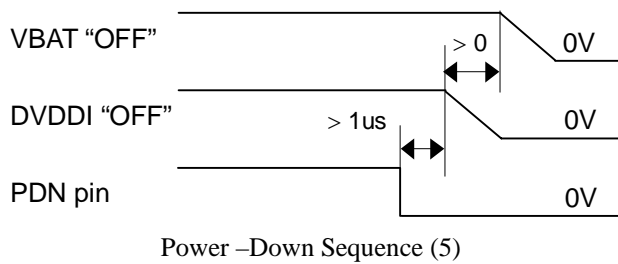 VBAT “OFF”
> 0
0V
DVDDI “OFF”
> 1us
0V
PDN pin
0V
Power –Down Sequence (5)